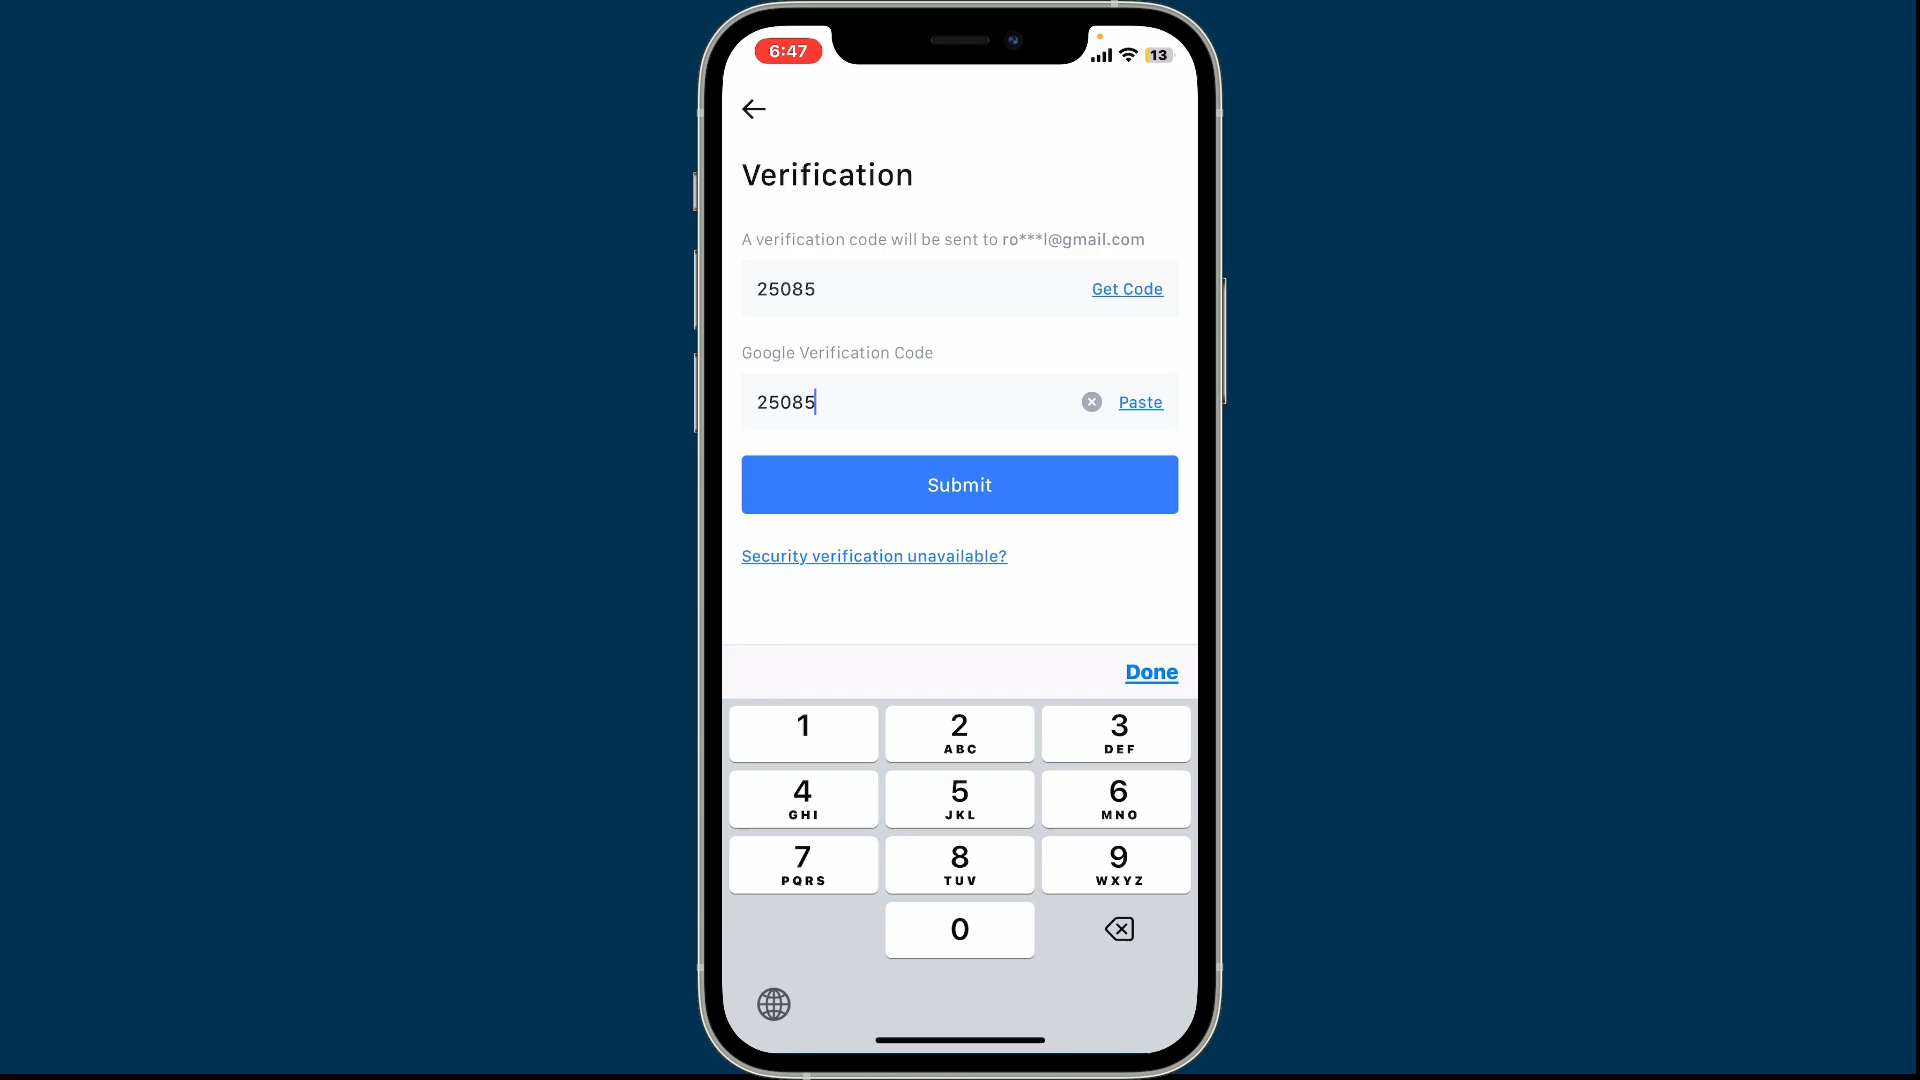 6:47
13
Verification
A verification code will be sent to ro***l@gmail.com
25085 Get Code
Google Verification Code
25085 Paste
Submit
Security verification unavailable?
Done
1 2 3
ABC DEF
4 5 6
GHI JKL MNO
7 8 9
PQRS TUV WXYZ
0